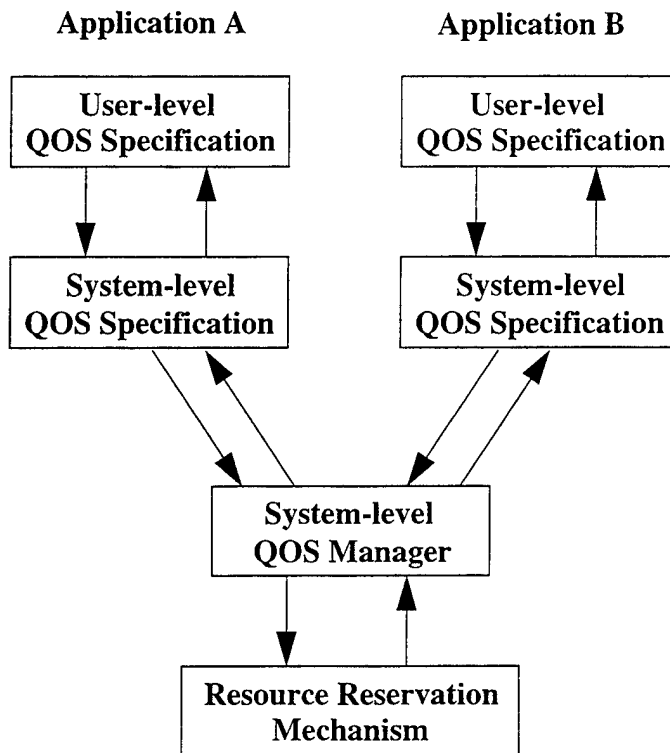 Application A
Application B
User-level
QOS Specification
User-level
QOS Specification
System-level
QOS Specification
System-level
QOS Specification
System-level
QOS Manager
Resource Reservation
Mechanism